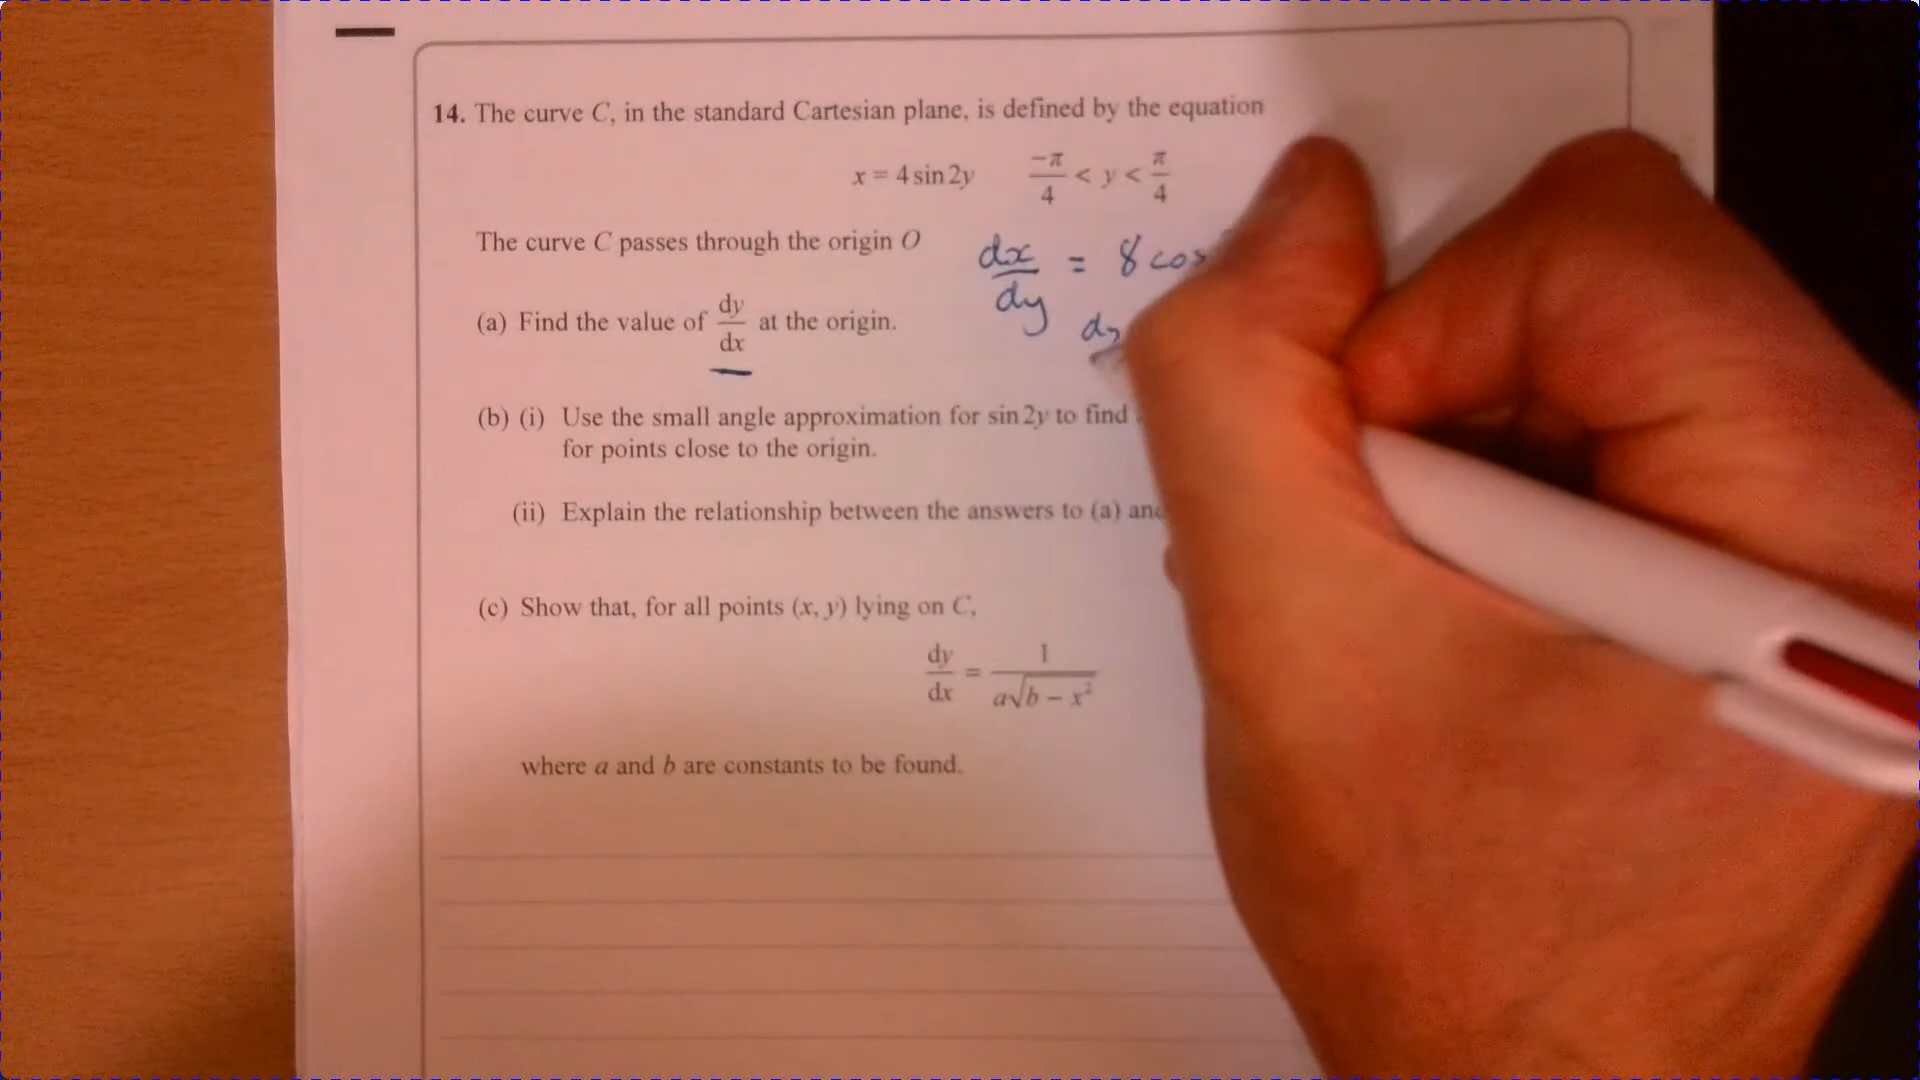 14. The curve C, in the standard Cartesian plane, is defined by the equation
x = 4 sin 2y   -π/4 < y < π/4
The curve C passes through the origin O
dx/dy = 8 cos
(a) Find the value of dy/dx at the origin.
(b) (i) Use the small angle approximation for sin 2y to find
for points close to the origin.
(ii) Explain the relationship between the answers to (a)
(c) Show that, for all points (x, y) lying on C,
dy/dx = 1/(a√(b − x²))
where a and b are constants to be found.